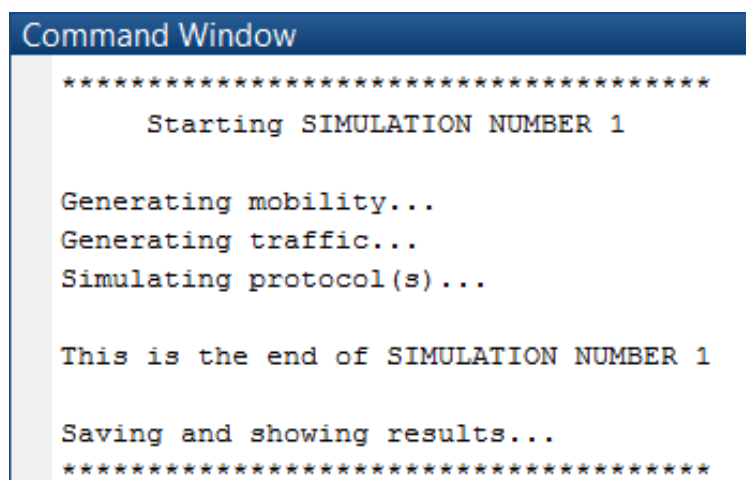 Command Window
***************************************
Starting SIMULATION NUMBER 1
Generating mobility...
Generating traffic...
Simulating protocol(s)...
This is the end of SIMULATION NUMBER 1
Saving and showing results...
***************************************